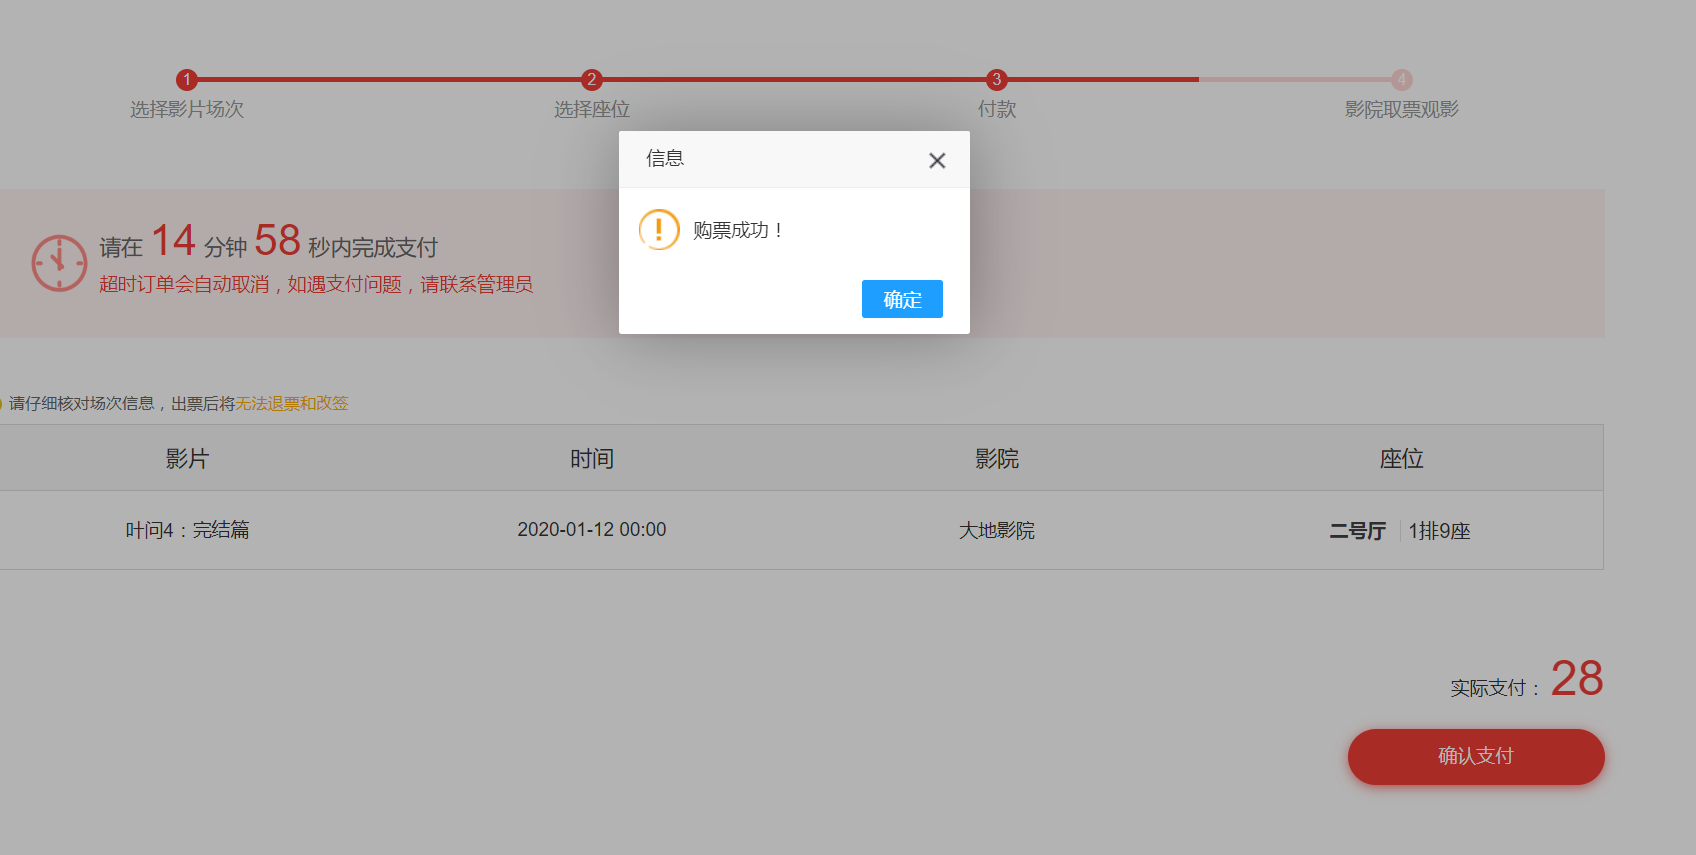 1 2 3 4
选择影片场次 选择座位 付款 影院取票观影
信息
购票成功！
确定
请在 14 分钟 58 秒内完成支付
超时订单会自动取消，如遇支付问题，请联系管理员
请仔细核对场次信息，出票后将无法退票和改签
影片 时间 影院 座位
叶问4：完结篇 2020-01-12 00:00 大地影院 二号厅 1排9座
实际支付： 28
确认支付